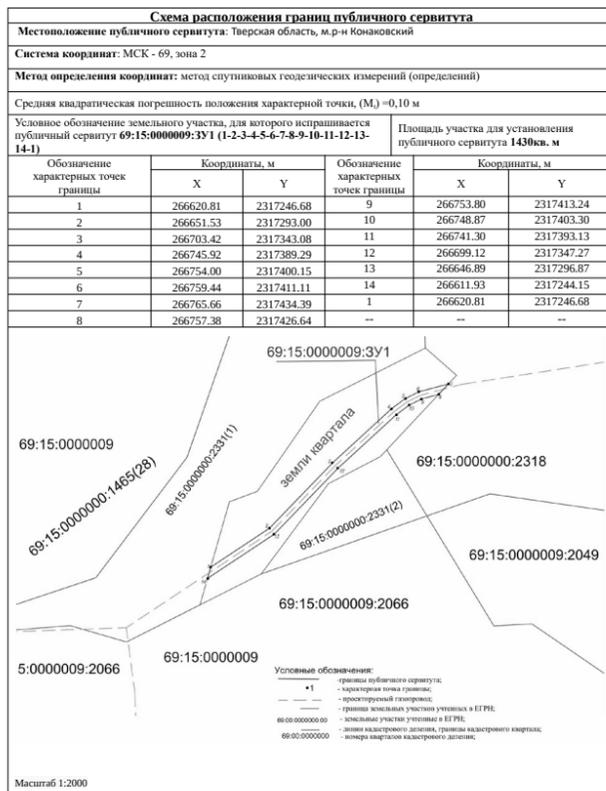 Схема расположения границ публичного сервитута
Местоположение публичного сервитута: Тверская область, м.р-н Конаковский
Система координат: МСК - 69, зона 2
Метод определения координат: метод спутниковых геодезических измерений (определений)
Средняя квадратическая погрешность положения характерной точки, (Mt) =0,10 м
Условное обозначение земельного участка, для которого испрашивается
публичный сервитут 69:15:0000009:ЗУ1 (1-2-3-4-5-6-7-8-9-10-11-12-13-
14-1)
Площадь участка для установления
публичного сервитута 1430кв. м
Обозначение характерных точек границы Координаты, м Обозначение характерных точек границы Координаты, м
X Y X Y
1 266620.81 2317246.68 9 266753.80 2317413.24
2 266651.53 2317293.00 10 266748.87 2317403.30
3 266703.42 2317343.08 11 266741.30 2317393.13
4 266745.92 2317389.29 12 266699.12 2317347.27
5 266754.00 2317400.15 13 266646.89 2317296.87
6 266759.44 2317411.11 14 266611.93 2317244.15
7 266765.66 2317434.39 1 266620.81 2317246.68
8 266757.38 2317426.64 -- -- --
69:15:0000009:ЗУ1
69:15:0000009
69:15:0000000:1465(28)
69:15:0000000:2331(1)
земли квартала
69:15:0000000:2318
69:15:0000000:2331(2)
69:15:0000009:2049
69:15:0000009:2066
69:15:0000009
5:0000009:2066
Условные обозначения:
- границы публичного сервитута;
•1 - характерная точка границы;
- проектируемый газопровод;
- граница земельных участков учтенных в ЕГРН;
69:00:0000000:00 - земельные участки учтенные в ЕГРН;
- линии кадастрового деления, границы кадастрового квартала;
69:00:0000000 - номера кварталов кадастрового деления;
Масштаб 1:2000